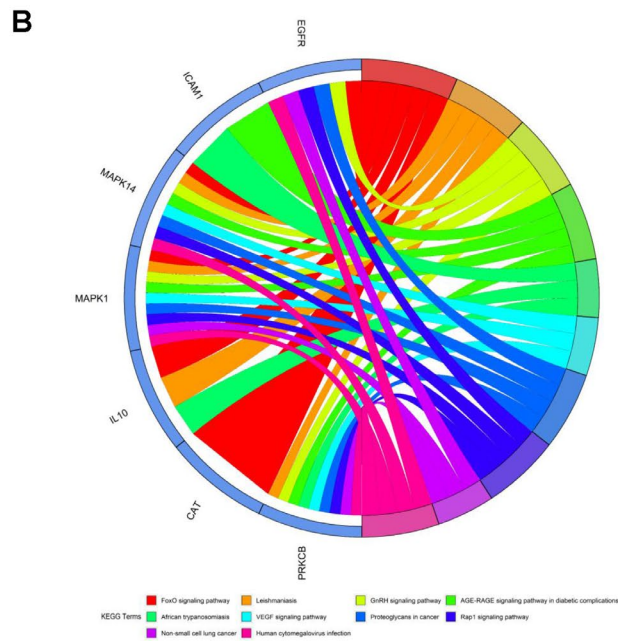 B
EGFR
ICAM1
MAPK14
MAPK1
IL10
CAT
PRKCB
KEGG Terms
FoxO signaling pathway
Leishmaniasis
GnRH signaling pathway
AGE-RAGE signaling pathway in diabetic complications
African trypanosomiasis
VEGF signaling pathway
Proteoglycans in cancer
Rap1 signaling pathway
Non-small cell lung cancer
Human cytomegalovirus infection